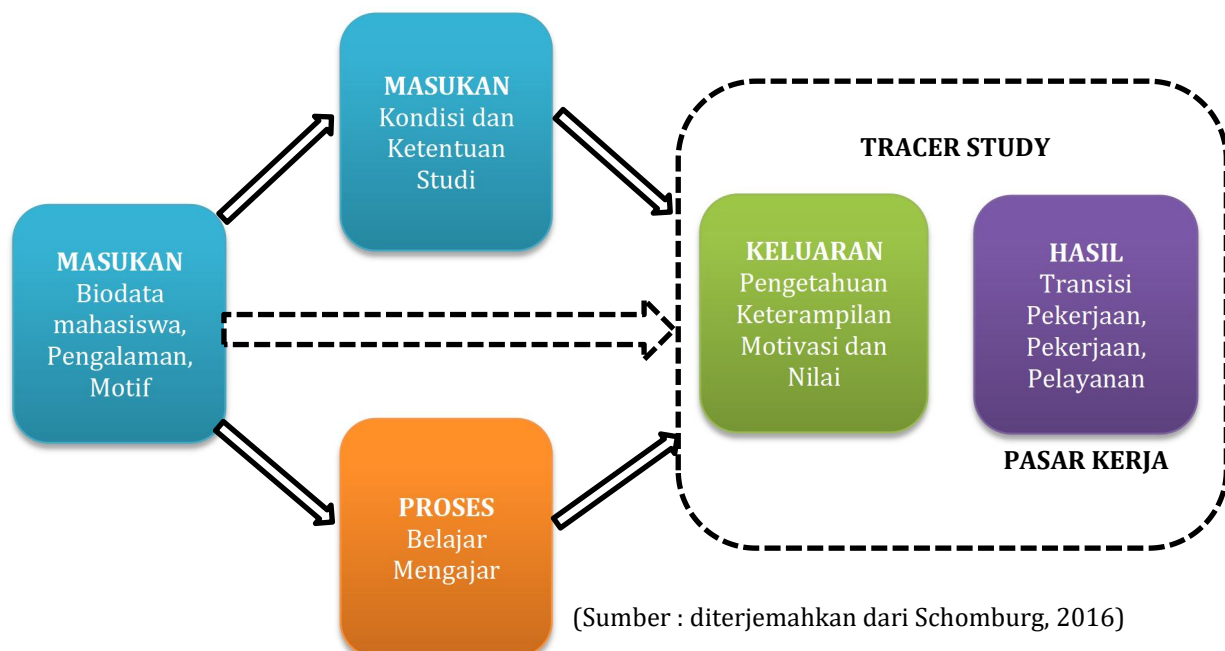 MASUKAN
Biodata
mahasiswa,
Pengalaman,
Motif
MASUKAN
Kondisi dan
Ketentuan
Studi
PROSES
Belajar
Mengajar
TRACER STUDY
KELUARAN
Pengetahuan
Keterampilan
Motivasi dan
Nilai
HASIL
Transisi
Pekerjaan,
Pekerjaan,
Pelayanan
PASAR KERJA
(Sumber : diterjemahkan dari Schomburg, 2016)